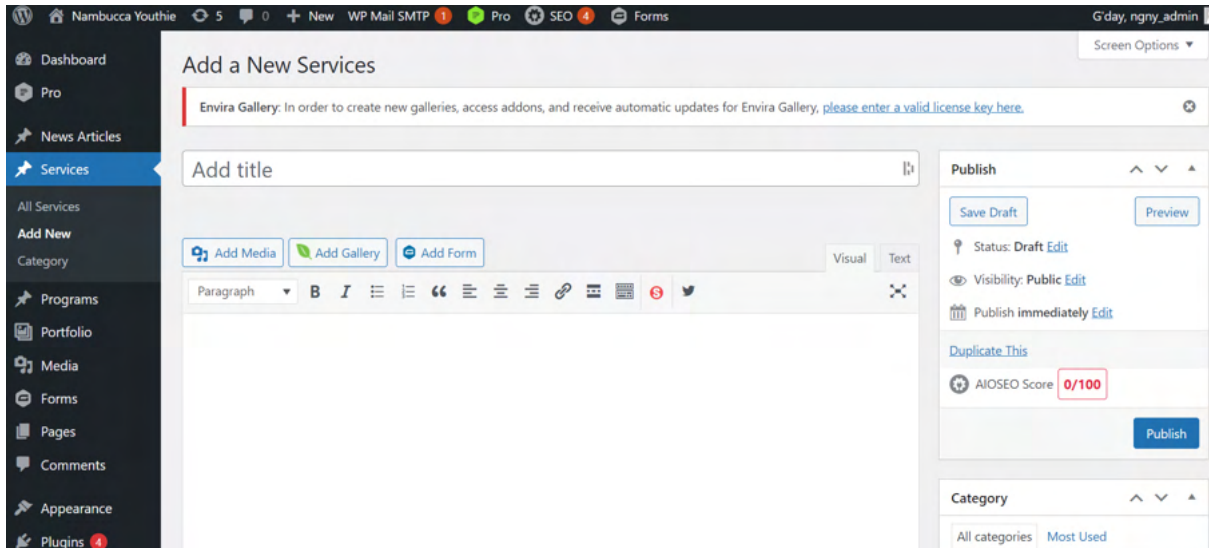 Nambucca Youthie 5 0 New WP Mail SMTP 1 Pro SEO 4 Forms G'day, ngny_admin
Screen Options
Dashboard
Pro
News Articles
Services
All Services
Add New
Category
Programs
Portfolio
Media
Forms
Pages
Comments
Appearance
Plugins 4
Add a New Services
Envira Gallery: In order to create new galleries, access addons, and receive automatic updates for Envira Gallery, please enter a valid license key here.
Add title
Add Media Add Gallery Add Form
Visual Text
Paragraph B I
Publish
Save Draft Preview
Status: Draft Edit
Visibility: Public Edit
Publish immediately Edit
Duplicate This
AIOSEO Score 0/100
Publish
Category
All categories Most Used